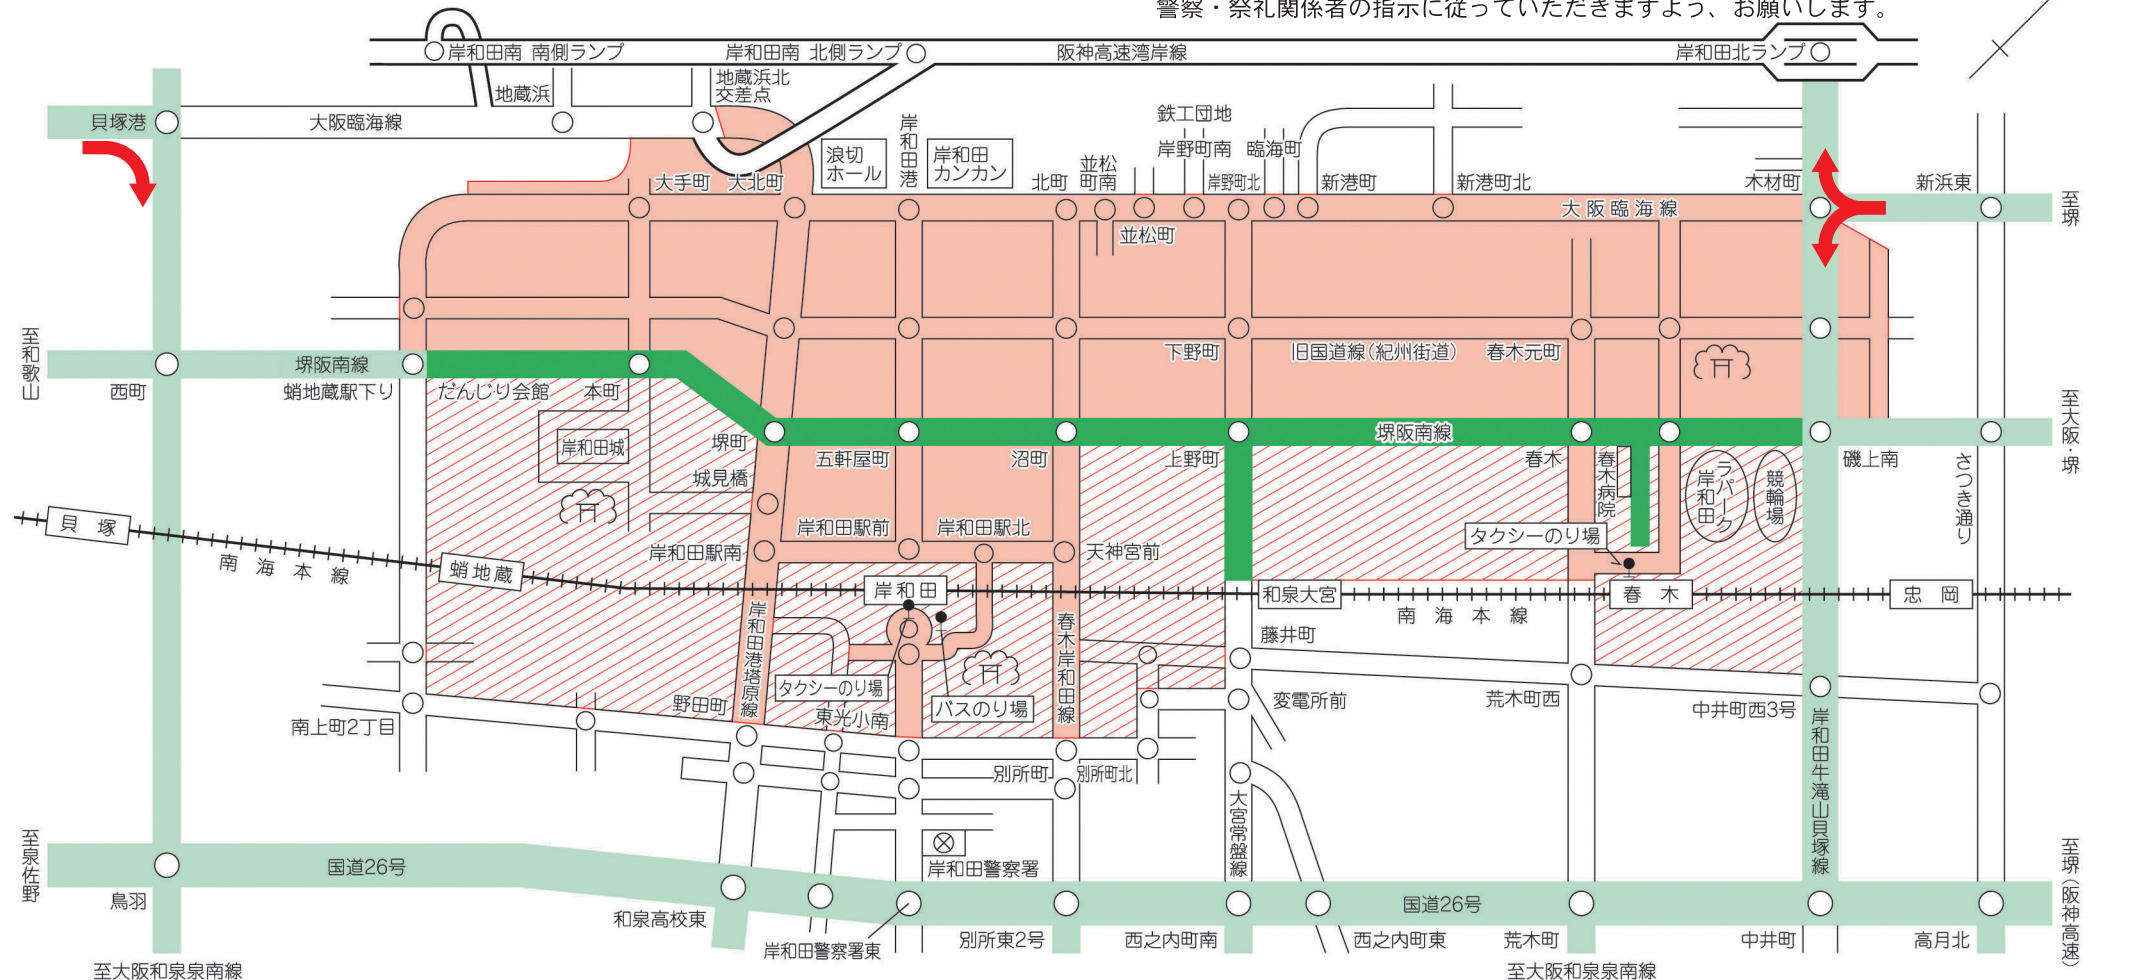 警察・祭礼関係者の指示に従っていただきますよう、お願いします。
岸和田南 南側ランプ
岸和田南 北側ランプ
阪神高速湾岸線
岸和田北ランプ
地蔵浜
地蔵浜北
交差点
貝塚港
大阪臨海線
浪切
ホール
岸和田港
岸和田
カンカン
鉄工団地
岸野町南
臨海町
並松
町南
大手町
大北町
北町
岸野町北
新港町
新港町北
木材町
新浜東
至堺
大阪臨海線
並松町
至和歌山
堺阪南線
西町
蛸地蔵駅下り
だんじり会館
本町
下野町
旧国道線(紀州街道)
春木元町
至大阪・堺
岸和田城
堺町
城見橋
五軒屋町
沼町
上野町
堺阪南線
春木
春木病院
ラパーク
岸和田
競輪場
磯上南
さつき通り
貝塚
南海本線
蛸地蔵
岸和田駅南
岸和田駅前
岸和田駅北
天神宮前
タクシーのり場
岸和田
和泉大宮
南海本線
春木
忠岡
岸和田港塔原線
春木岸和田線
藤井町
タクシーのり場
バスのり場
野田町
東光小南
南上町2丁目
変電所前
荒木町西
中井町西3号
岸和田牛滝山貝塚線
別所町
別所町北
大宮常盤線
岸和田警察署
至泉佐野
国道26号
鳥羽
和泉高校東
岸和田警察署東
別所東2号
西之内町南
国道26号
西之内町東
荒木町
中井町
高月北
至堺(阪神高速)
至大阪和泉泉南線
至大阪和泉泉南線